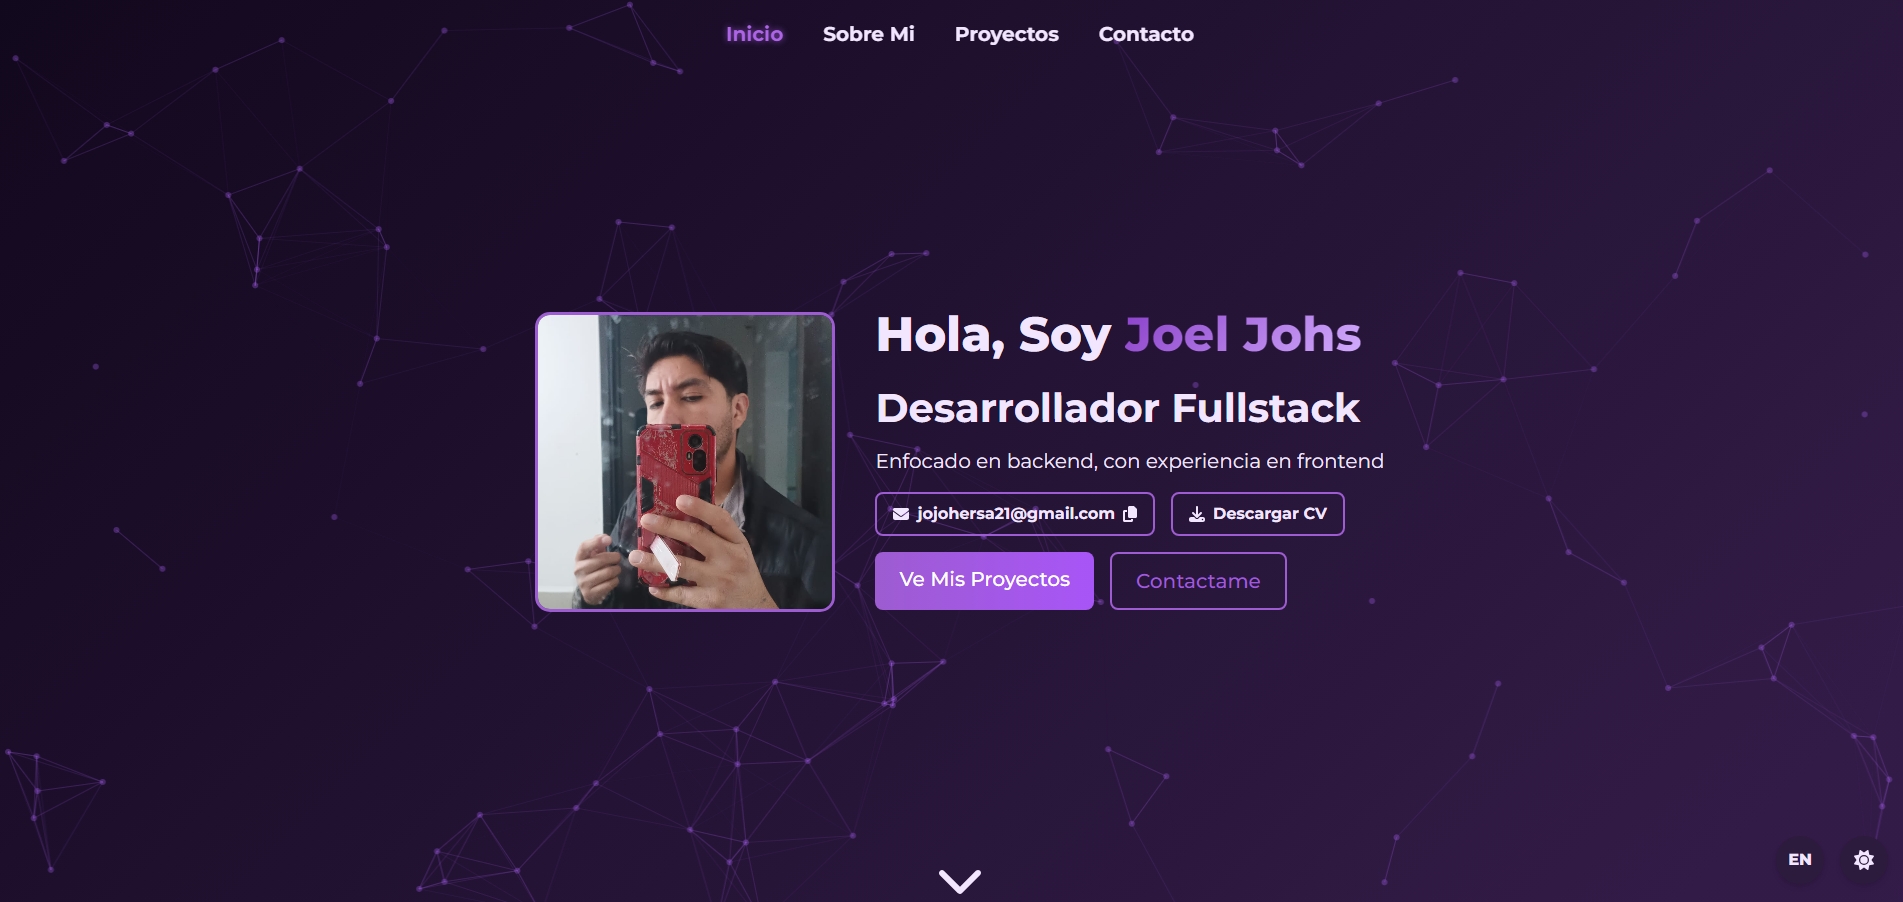 Inicio Sobre Mi Proyectos Contacto
Hola, Soy Joel Johs
Desarrollador Fullstack
Enfocado en backend, con experiencia en frontend
jojohersa21@gmail.com Descargar CV
Ve Mis Proyectos Contactame
EN